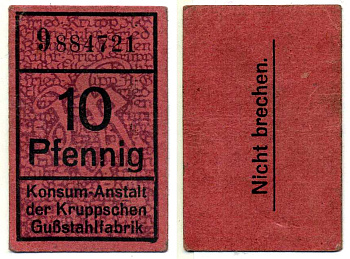 9884721
10
Pfennig
Konsum-Anstalt
der Kruppschen
Gußstahlfabrik
Nicht brechen.